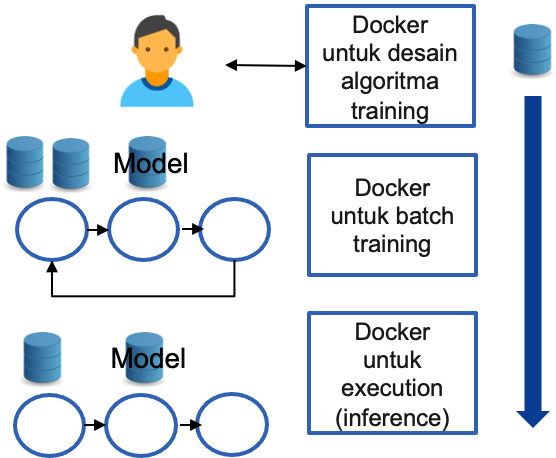 Docker
untuk desain
algoritma
training
Model
Docker
untuk batch
training
Model
Docker
untuk
execution
(inference)